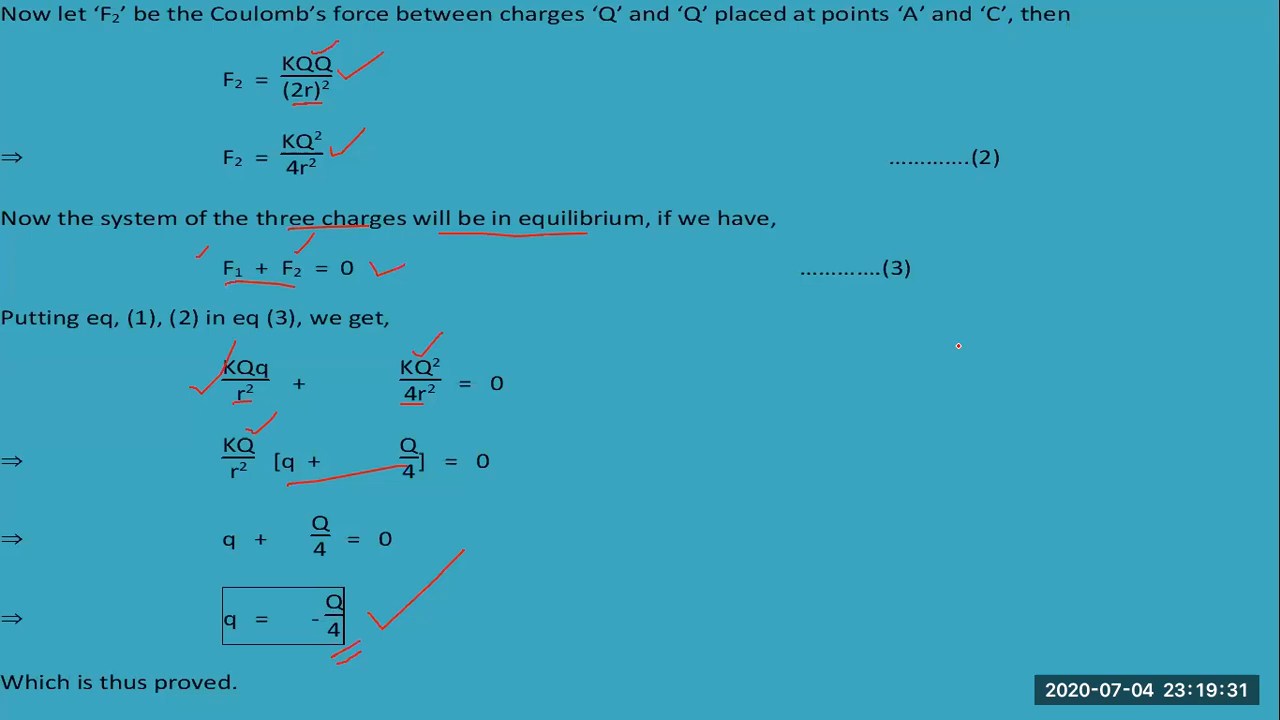 Now let ‘F₂’ be the Coulomb’s force between charges ‘Q’ and ‘Q’ placed at points ‘A’ and ‘C’, then
F₂ = KQQ/(2r)²
⇒ F₂ = KQ²/4r² ………….(2)
Now the system of the three charges will be in equilibrium, if we have,
F₁ + F₂ = 0 ………….(3)
Putting eq, (1), (2) in eq (3), we get,
KQq/r² + KQ²/4r² = 0
⇒ KQ/r² [q + Q/4] = 0
⇒ q + Q/4 = 0
⇒ q = -Q/4
Which is thus proved.
2020-07-04 23:19:31